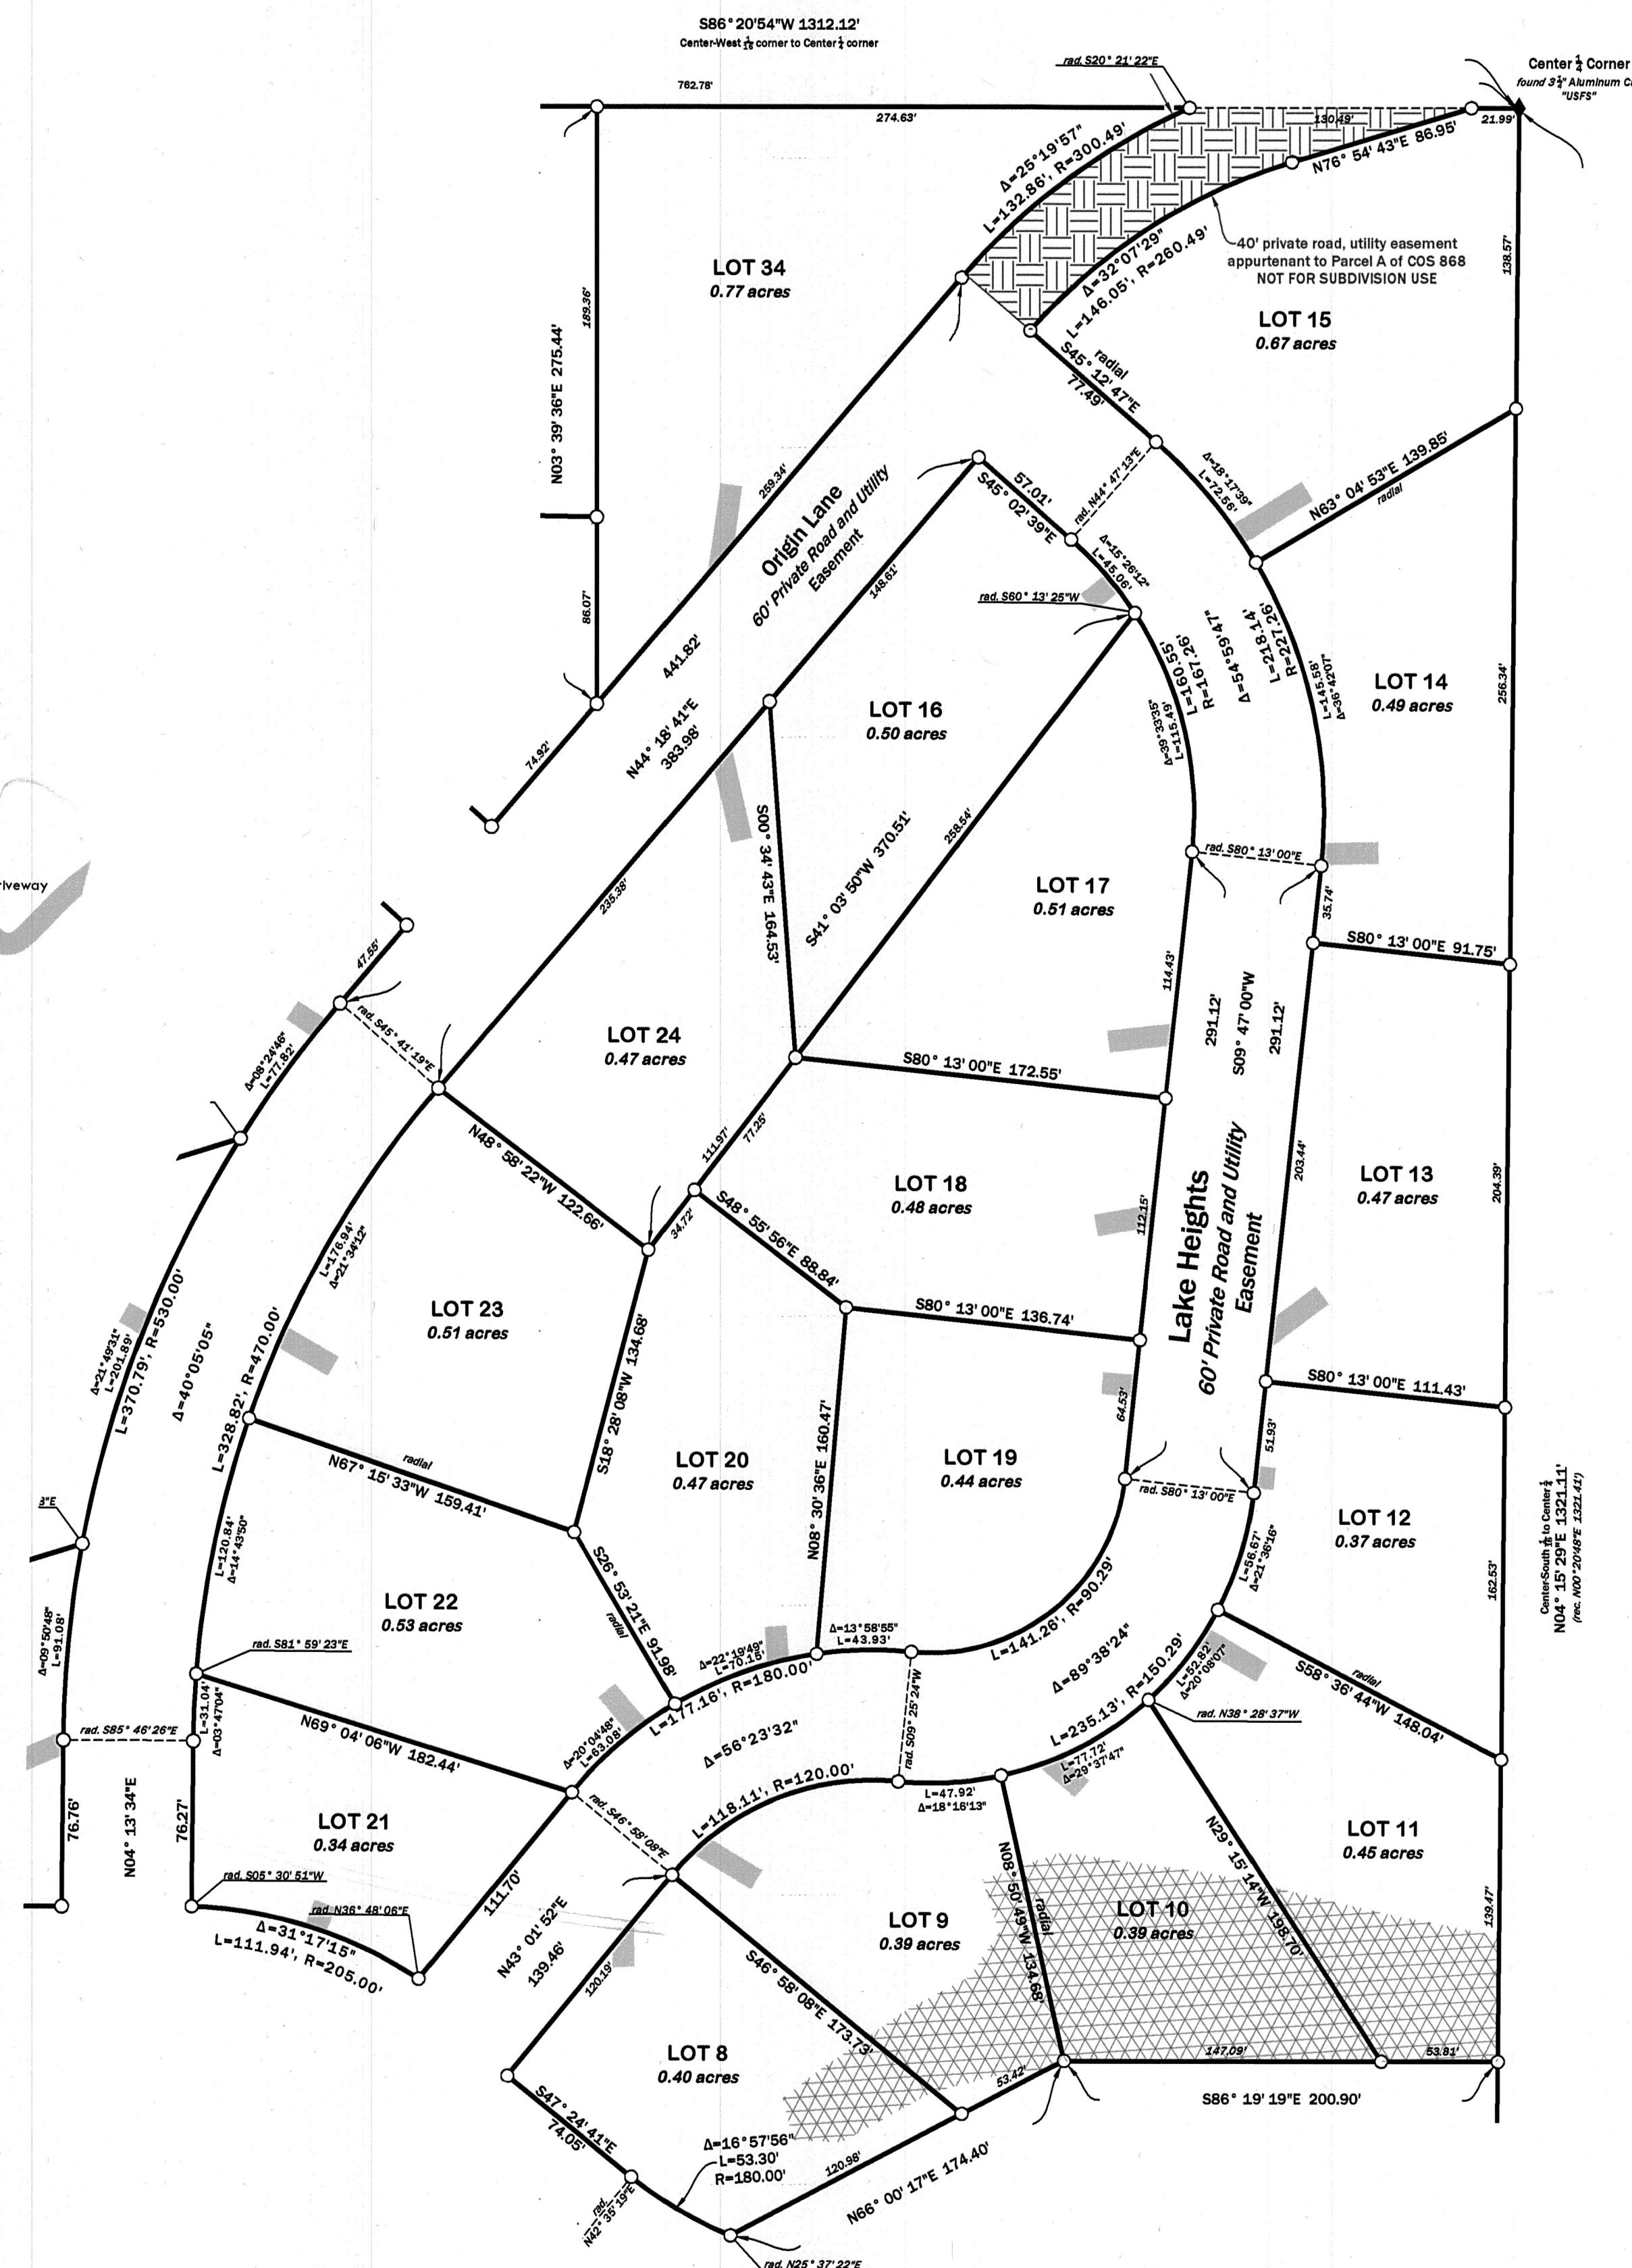 S86° 20'54"W 1312.12'
Center-West 1/16 corner to Center 1/4 corner
762.78'
274.63'
rad. S20° 21' 22"E
130.49'
21.99'
Center 1/4 Corner
found 3 1/4" Aluminum C
"USFS"
N76° 54' 43"E 86.95'
Δ=25°19'57"
L=132.86', R=300.49'
Δ=32°07'29"
L=146.05', R=260.49'
40' private road, utility easement
appurtenant to Parcel A of COS 868
NOT FOR SUBDIVISION USE
138.57'
LOT 34
0.77 acres
LOT 15
0.67 acres
189.36'
N03° 39' 36"E 275.44'
86.07'
259.34'
radial
S45° 12' 47"E
77.49'
Origin Lane
60' Private Road and Utility
Easement
57.01'
S45° 02' 39"E
rad. N44° 47' 13"E
Δ=18°17'39"
L=72.56'
N63° 04' 53"E 139.85'
radial
Δ=15°26'12"
L=45.06'
rad. S60° 13' 25"W
148.61'
441.82'
N44° 18' 41"E
383.98'
74.92'
LOT 16
0.50 acres
L=160.55'
R=167.26'
Δ=39°33'35"
L=115.49'
Δ=54°59'47"
L=218.14'
R=227.26'
L=145.58'
Δ=36°42'07"
LOT 14
0.49 acres
256.34'
S00° 34' 43"E 164.53'
S41° 03' 50"W 370.51'
258.54'
LOT 17
0.51 acres
rad. S80° 13' 00"E
35.74'
S80° 13' 00"E 91.75'
riveway
47.55'
rad. S45° 41' 19"E
235.38'
LOT 24
0.47 acres
114.43'
291.12'
S09° 47' 00"W
291.12'
S80° 13' 00"E 172.55'
Δ=08°24'46"
L=77.82'
N48° 58' 22"W 122.66'
111.97'
77.25'
34.72'
LOT 18
0.48 acres
S48° 55' 56"E 88.84'
112.15'
Lake Heights
60' Private Road and Utility
Easement
203.44'
LOT 13
0.47 acres
204.39'
L=176.94'
Δ=21°34'12"
LOT 23
0.51 acres
S80° 13' 00"E 136.74'
S18° 28' 08"W 134.68'
Δ=21°49'31"
L=201.89'
L=370.79', R=530.00'
Δ=40°05'05"
L=328.82', R=470.00'
64.53'
S80° 13' 00"E 111.43'
51.93'
radial
N67° 15' 33"W 159.41'
LOT 20
0.47 acres
N08° 30' 36"E 160.47'
LOT 19
0.44 acres
rad. S80° 13' 00"E
3"E
LOT 12
0.37 acres
162.53'
Center-South 1/16 to Center 1/4
N04° 15' 29"E 1321.11'
(rec. N00°20'48"E 1321.41')
L=120.84'
Δ=14°43'50"
S26° 53' 21"E 91.98'
radial
LOT 22
0.53 acres
L=56.67'
Δ=21°36'16"
L=141.26', R=90.29'
Δ=89°38'24"
Δ=09°50'48"
L=91.08'
rad. S81° 59' 23"E
Δ=22°19'49"
L=70.15'
Δ=13°58'55"
L=43.93'
L=177.16', R=180.00'
L=52.82'
Δ=20°08'07"
radial
S58° 36' 44"W 148.04'
L=31.04'
Δ=03°47'04"
rad. S85° 46' 26"E
N69° 04' 06"W 182.44'
Δ=20°04'48"
L=63.08'
Δ=56°23'32"
rad. S09° 25' 24"W
L=235.13', R=150.29'
rad. N38° 28' 37"W
L=77.72'
Δ=29°37'47"
76.76'
N04° 13' 34"E
76.27'
LOT 21
0.34 acres
rad. S46° 58' 08"E
L=118.11', R=120.00'
L=47.92'
Δ=18°16'13"
LOT 11
0.45 acres
rad. S05° 30' 51"W
rad. N36° 48' 06"E
111.70'
Δ=31°17'15"
L=111.94', R=205.00'
N43° 01' 52"E
139.46'
120.19'
LOT 9
0.39 acres
N08° 50' 49"W 134.68'
radial
LOT 10
0.39 acres
N29° 15' 14"W 198.70'
139.47'
S46° 58' 08"E 173.73'
LOT 8
0.40 acres
53.42'
147.09'
53.81'
S86° 19' 19"E 200.90'
S47° 24' 41"E
74.05'
Δ=16°57'56"
L=53.30'
R=180.00'
120.98'
N66° 00' 17"E 174.40'
rad.
N42° 35' 19"E
rad. N25° 37' 22"E